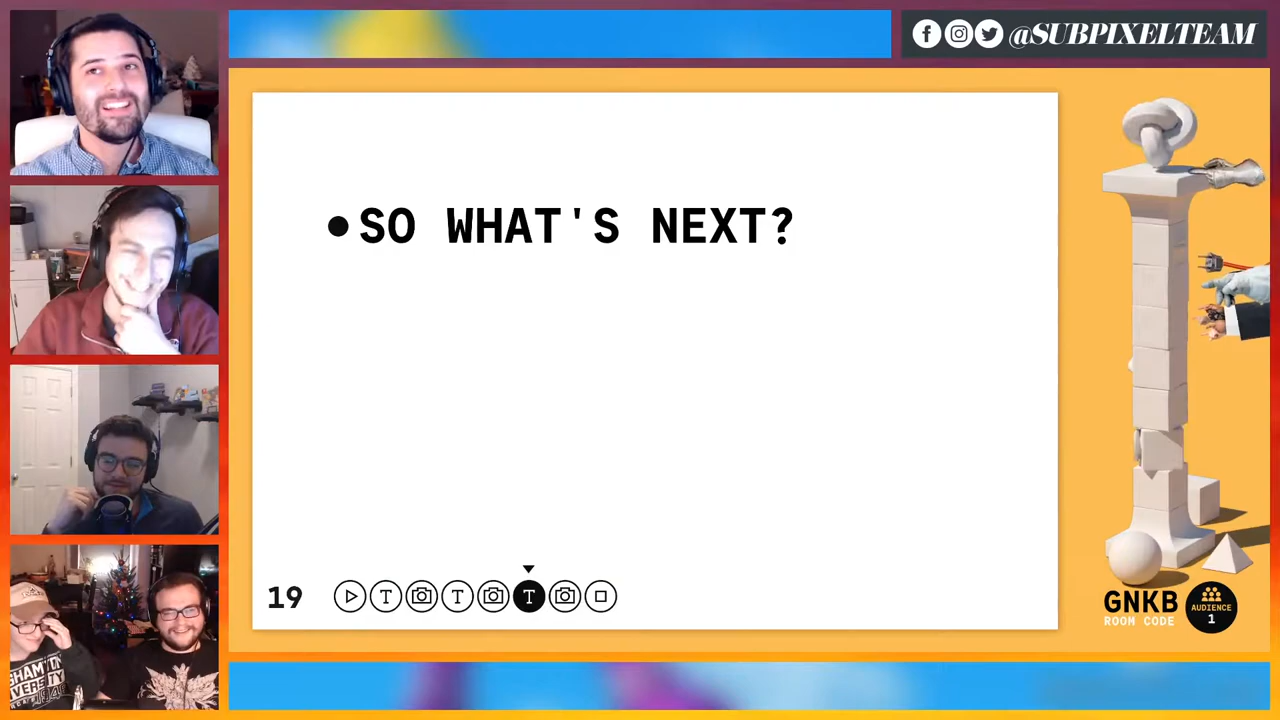 @SUBPIXELTEAM
•SO WHAT'S NEXT?
19
T
T
T
GNKB
ROOM CODE
AUDIENCE
1